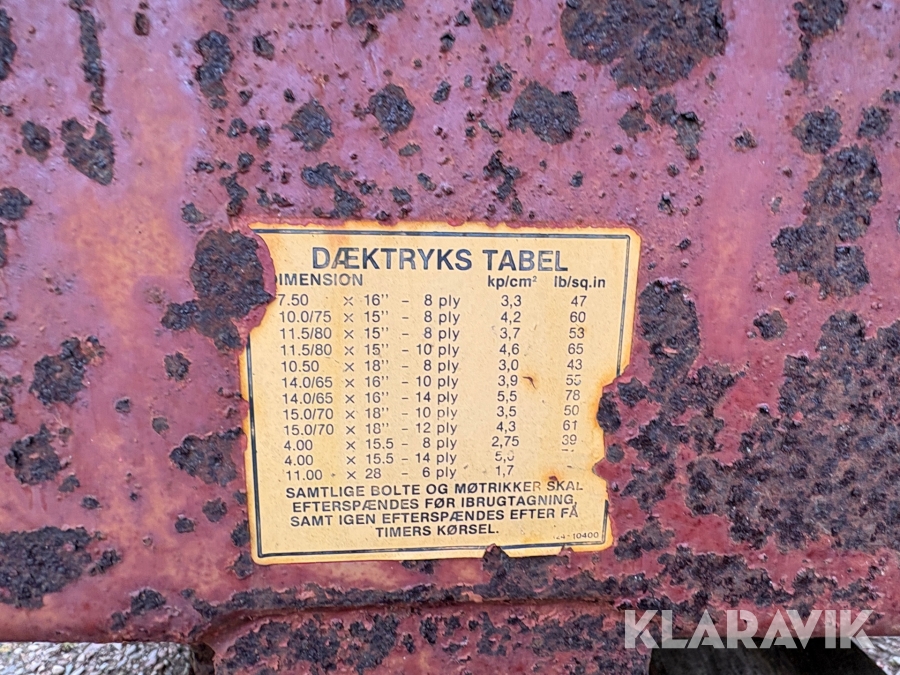 DÆKTRYKS TABEL
IMENSION kp/cm² lb/sq.in
7.50 × 16" - 8 ply 3,3 47
10.0/75 × 15" - 8 ply 4,2 60
11.5/80 × 15" - 8 ply 3,7 53
11.5/80 × 15" - 10 ply 4,6 65
10.50 × 18" - 8 ply 3,0 43
14.0/65 × 16" - 10 ply 3,9 55
14.0/65 × 16" - 14 ply 5,5 78
15.0/70 × 18" - 10 ply 3,5 50
15.0/70 × 18" - 12 ply 4,3 61
4.00 × 15.5 - 8 ply 2,75 39
4.00 × 15.5 - 14 ply
11.00 × 28 - 6 ply 1,7
SAMTLIGE BOLTE OG MØTRIKKER SKAL
EFTERSPÆNDES FØR IBRUGTAGNING,
SAMT IGEN EFTERSPÆNDES EFTER FÅ
TIMERS KØRSEL.
10400
KLARAVIK